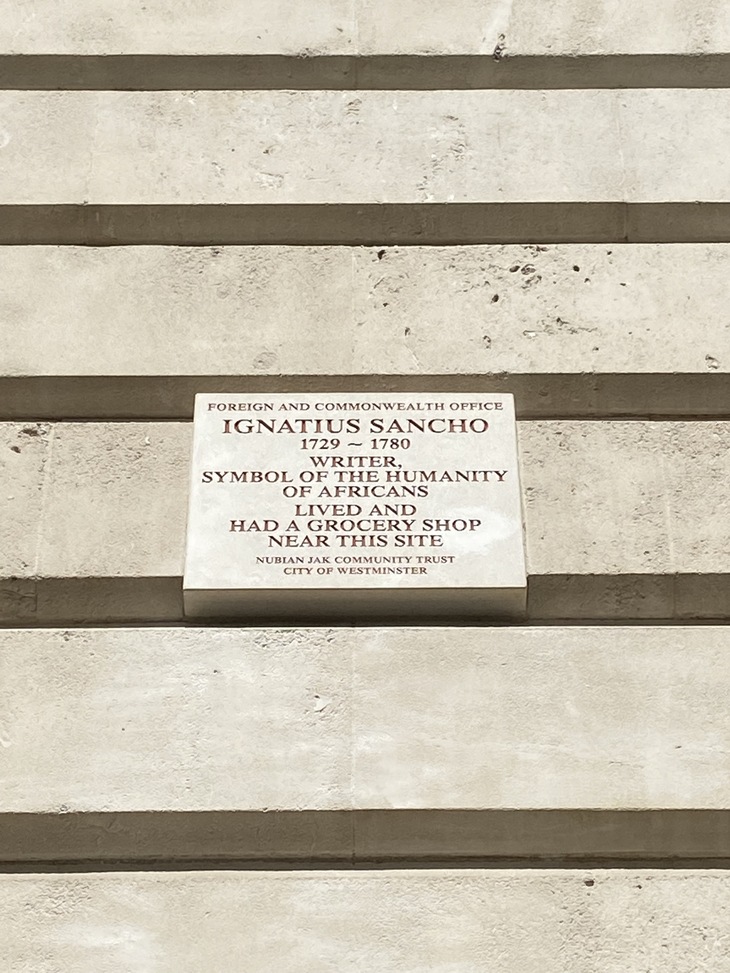 FOREIGN AND COMMONWEALTH OFFICE
IGNATIUS SANCHO
1729 ~ 1780
WRITER,
SYMBOL OF THE HUMANITY
OF AFRICANS
LIVED AND
HAD A GROCERY SHOP
NEAR THIS SITE
NUBIAN JAK COMMUNITY TRUST
CITY OF WESTMINSTER